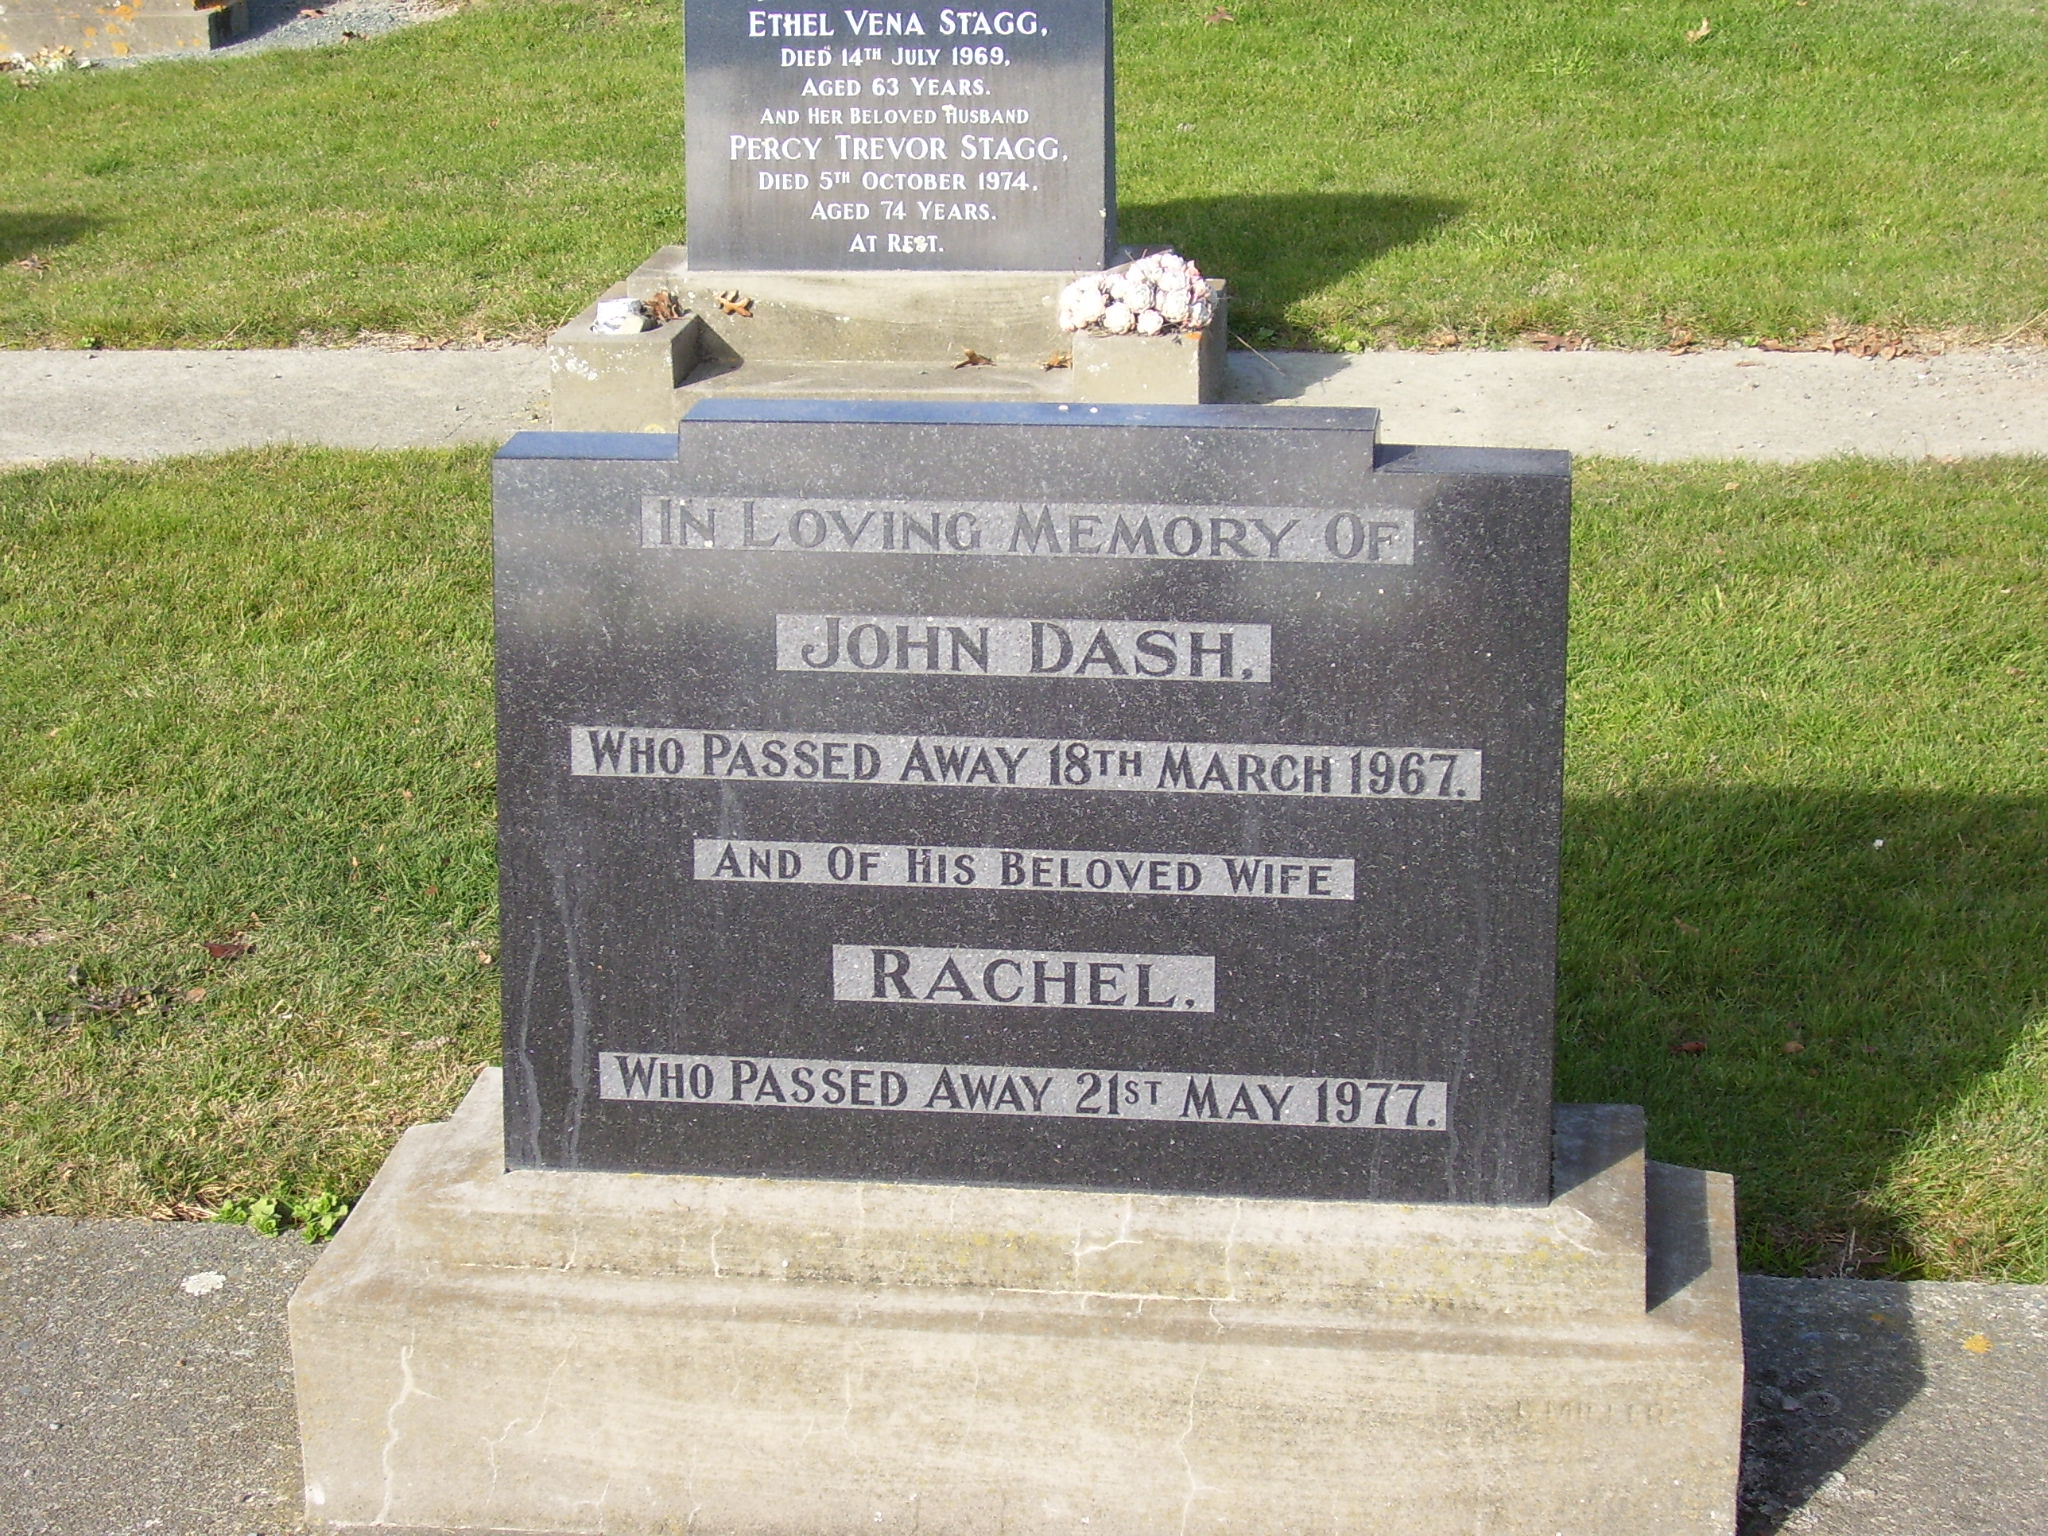 ETHEL VENA STAGG,
DIED 14TH JULY 1969,
AGED 63 YEARS.
AND HER BELOVED HUSBAND
PERCY TREVOR STAGG,
DIED 5TH OCTOBER 1974,
AGED 74 YEARS.
AT REST.
IN LOVING MEMORY OF
JOHN DASH,
WHO PASSED AWAY 18TH MARCH 1967.
AND OF HIS BELOVED WIFE
RACHEL,
WHO PASSED AWAY 21ST MAY 1977.